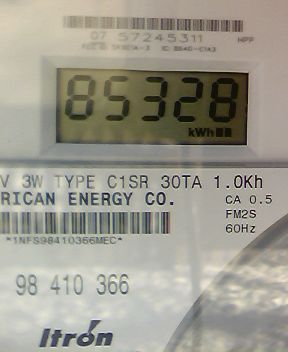 07 57245311 HPP
85328
kWh
V 3W TYPE C1SR 30TA 1.0Kh
RICAN ENERGY CO. CA 0.5
FM2S
*1NFS98410366MEC* 60Hz
98 410 366
Itron